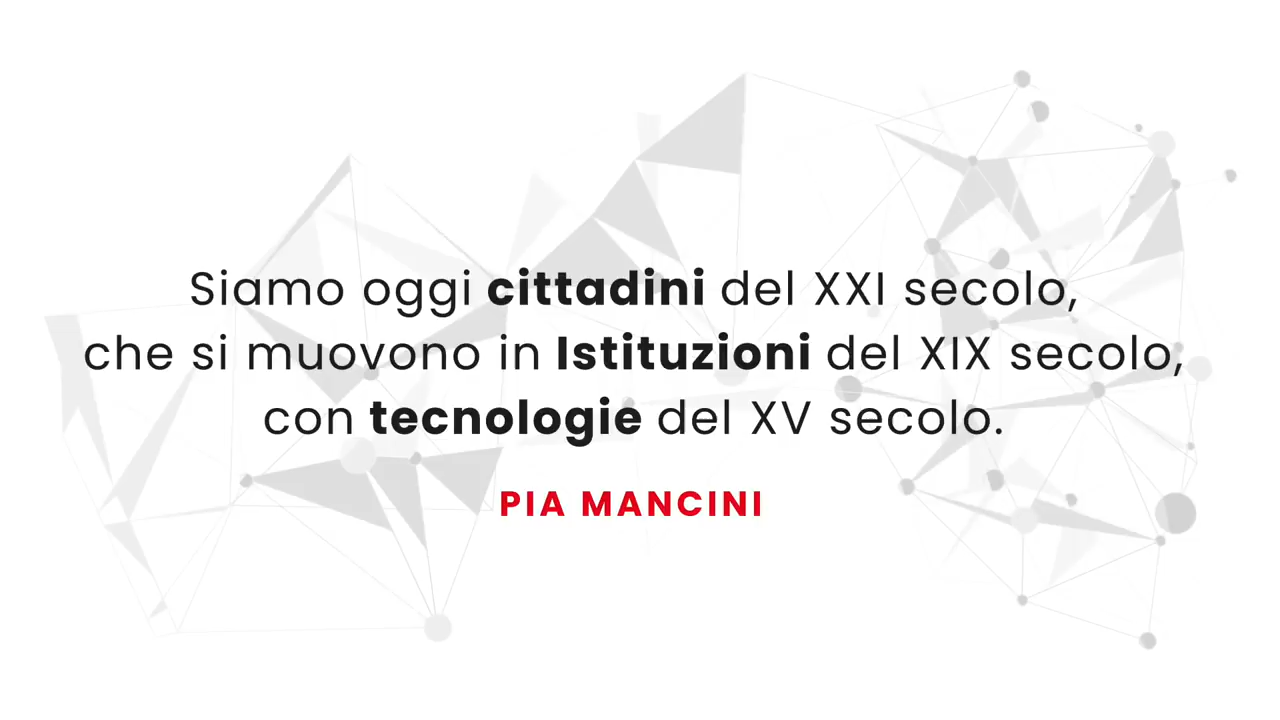 Siamo oggi cittadini del XXI secolo,
che si muovono in Istituzioni del XIX secolo,
con tecnologie del XV secolo.
PIA MANCINI